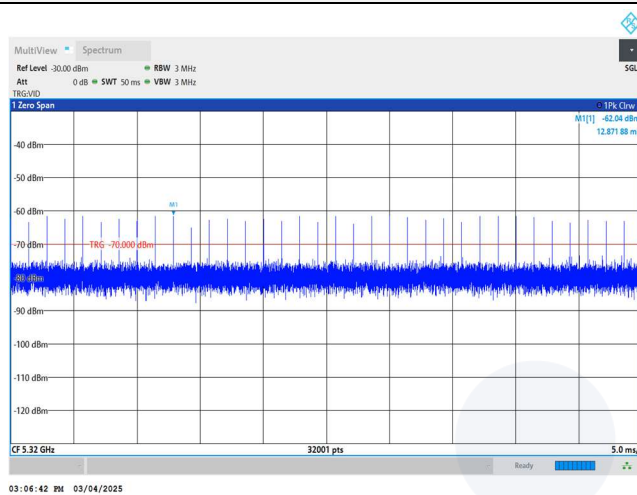 MultiView Spectrum
Ref Level -30.00 dBm RBW 3 MHz SGL
Att 0 dB SWT 50 ms VBW 3 MHz
TRG:VID
1 Zero Span 1Pk Clrw
M1[1] -62.04 dBm
12.871 88 m
-40 dBm
-50 dBm
M1
-60 dBm
-70 dBm TRG -70.000 dBm
-80 dBm
-90 dBm
-100 dBm
-110 dBm
-120 dBm
CF 5.32 GHz 32001 pts 5.0 ms/
Ready
03:06:42 PM 03/04/2025